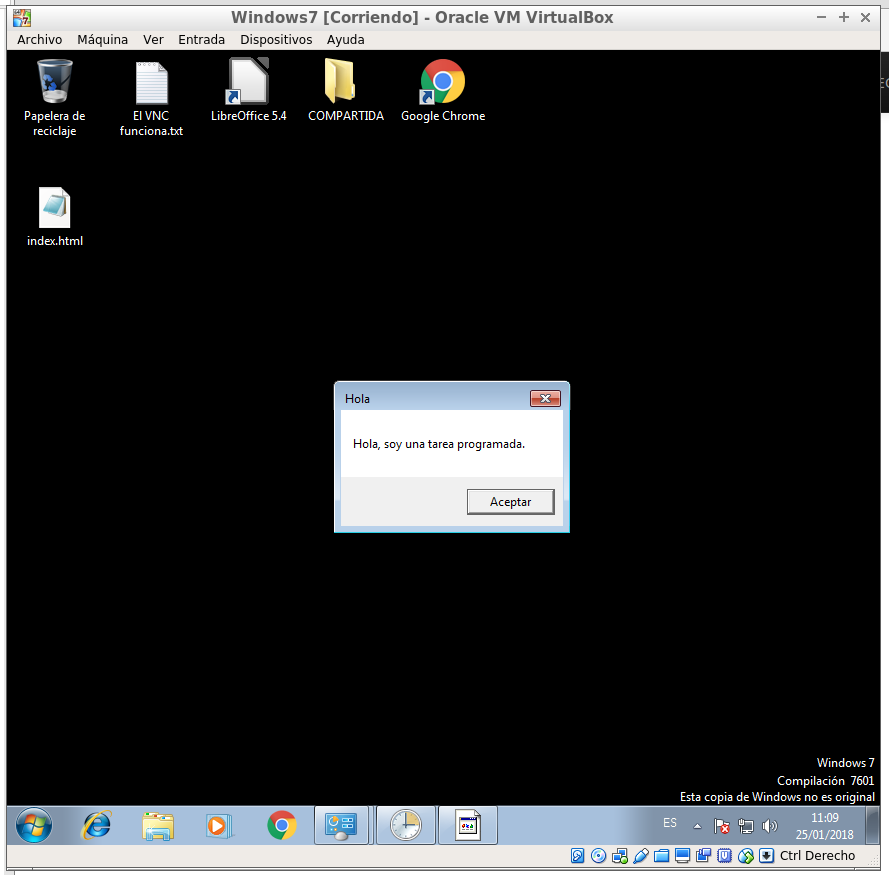 Windows7 [Corriendo] - Oracle VM VirtualBox
Archivo Máquina Ver Entrada Dispositivos Ayuda
Papelera de
reciclaje
El VNC
funciona.txt
LibreOffice 5.4
COMPARTIDA
Google Chrome
index.html
Hola
Hola, soy una tarea programada.
Aceptar
Windows 7
Compilación 7601
Esta copia de Windows no es original
ES
11:09
25/01/2018
Ctrl Derecho